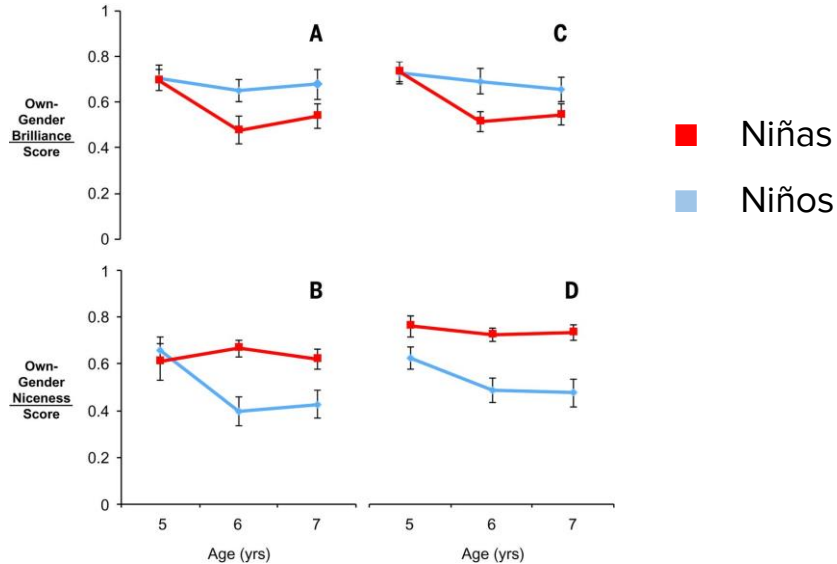 A
1
0.8
Own-
Gender
Brilliance
Score
0.6
0.4
0.2
0
C
Niñas
Niños
B
1
0.8
Own-
Gender
Niceness
Score
0.6
0.4
0.2
0
D
5 6 7
Age (yrs)
5 6 7
Age (yrs)